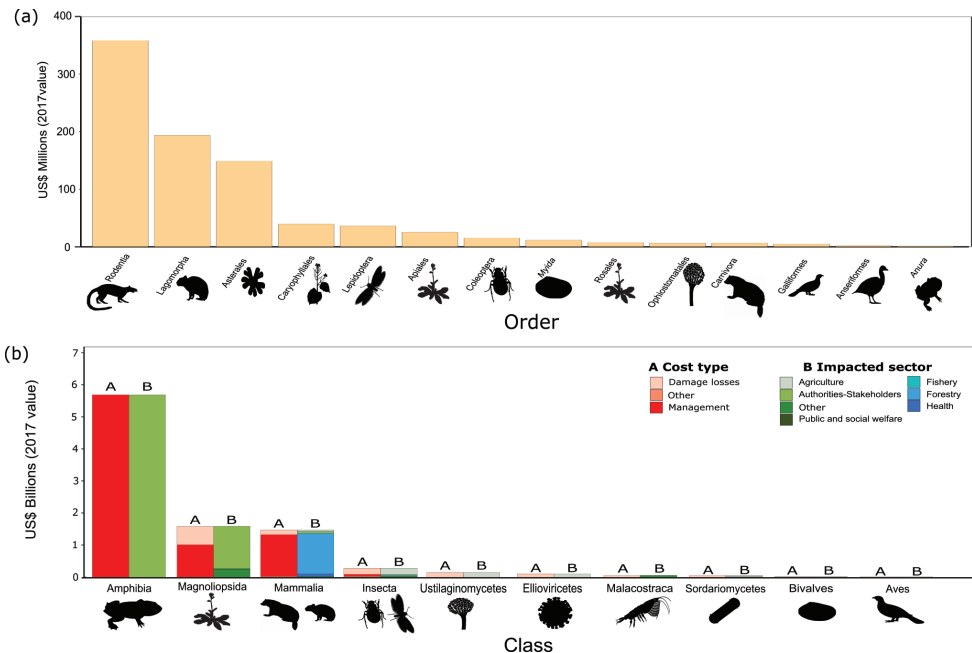 (a)
US$ Millions (2017value)
400
300
200
100
0
Rodentia
Lagomorpha
Asterales
Caryophyllales
Lepidoptera
Apiales
Coleoptera
Myida
Rosales
Ophiostomatales
Carnivora
Galliformes
Anseriformes
Anura
Order
(b)
US$ Billions (2017 value)
7
6
5
4
3
2
1
0
A B
A B
A B
A B
A B
A B
A B
A B
A B
A B
A Cost type
Damage losses
Other
Management
B Impacted sector
Agriculture
Authorities-Stakeholders
Other
Public and social welfare
Fishery
Forestry
Health
Amphibia
Magnoliopsida
Mammalia
Insecta
Ustilaginomycetes
Ellioviricetes
Malacostraca
Sordariomycetes
Bivalves
Aves
Class